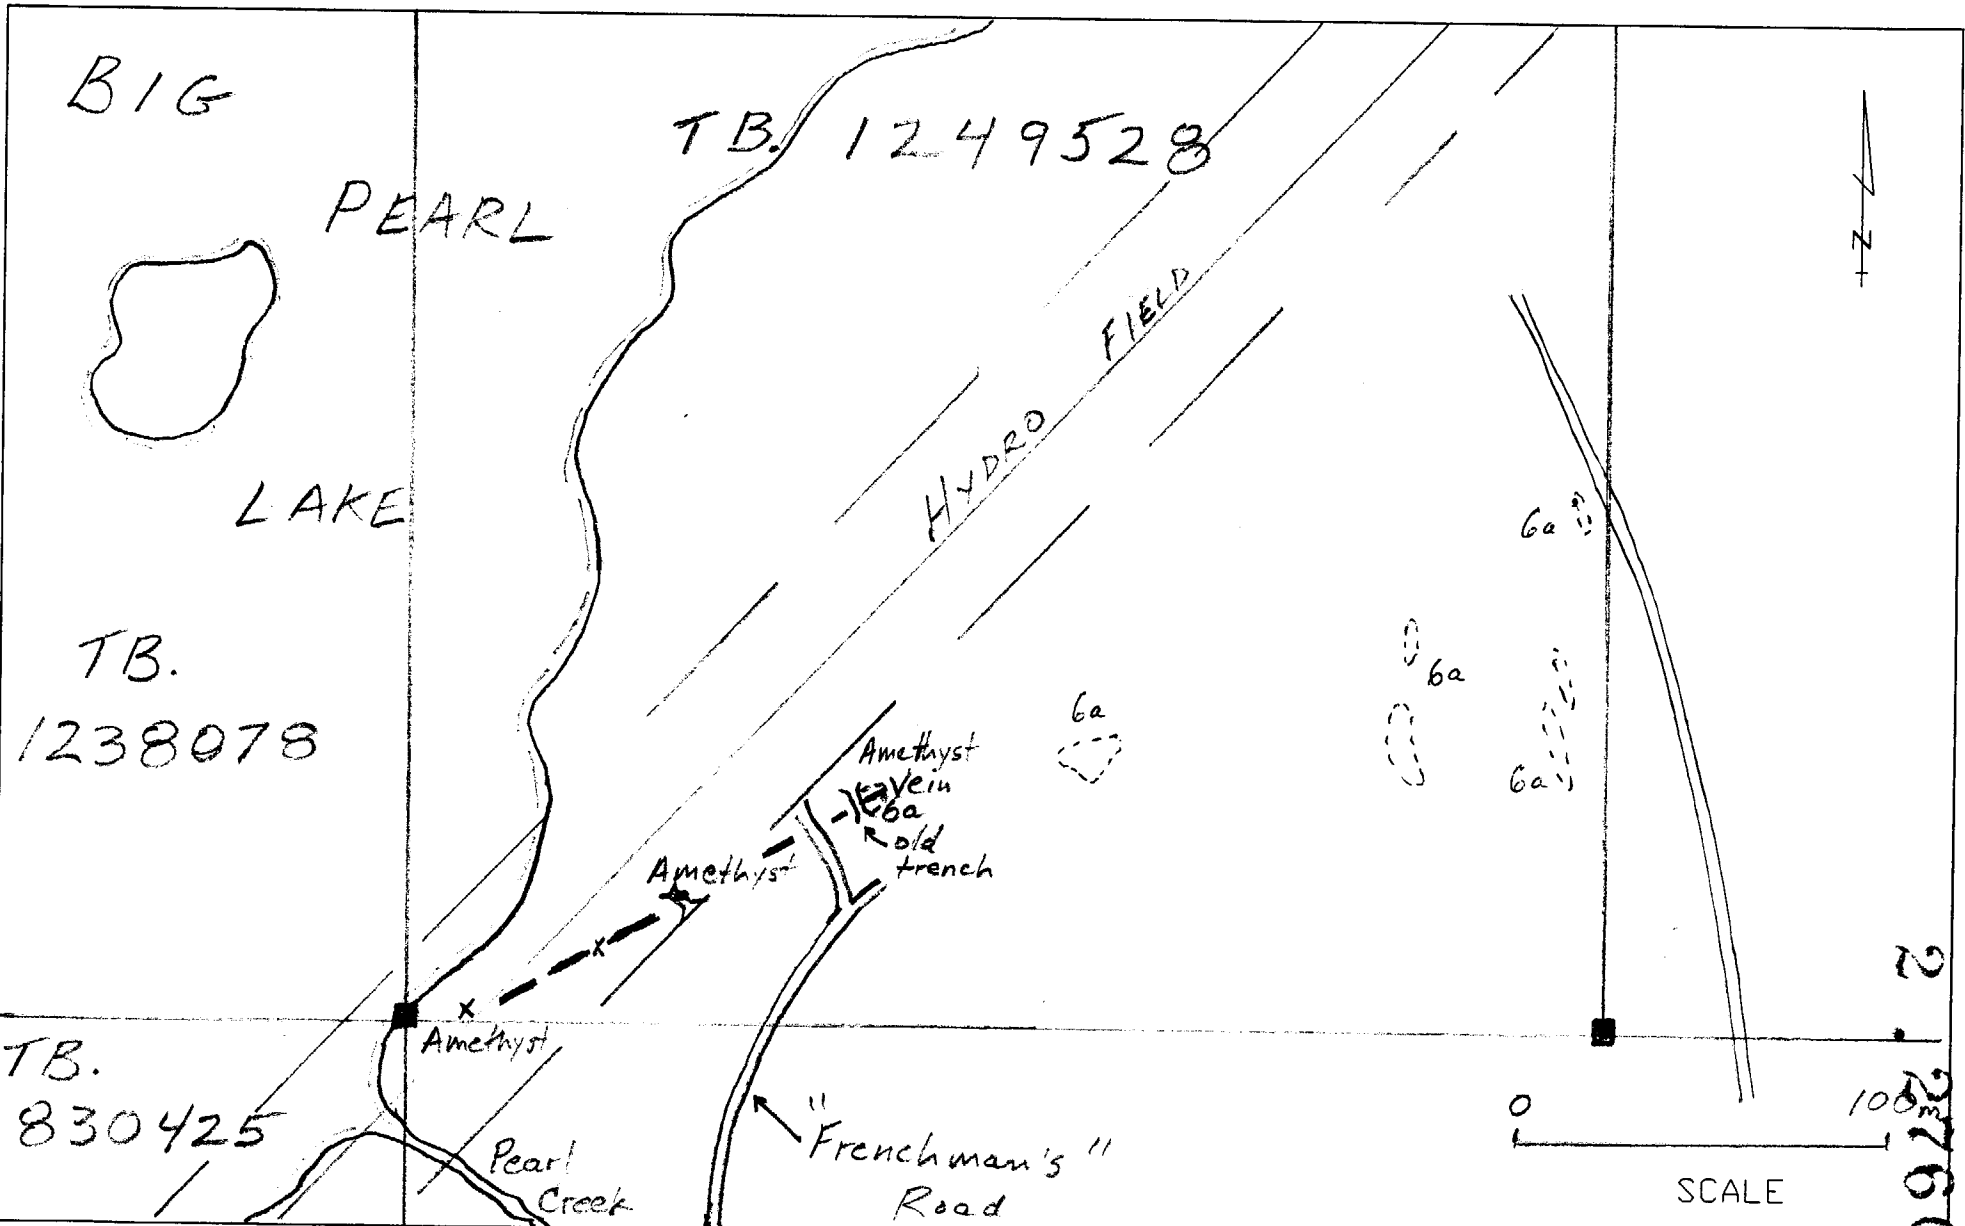 BIG
TB. 1249528
PEARL
N
FIELD
HYDRO
LAKE
6a
TB.
1238078
6a
6a
6a
Amethyst
Vein
6a
old
trench
Amethyst
Amethyst
TB.
830425
Pearl
Creek
"Frenchman's"
Road
0 100m
SCALE
2